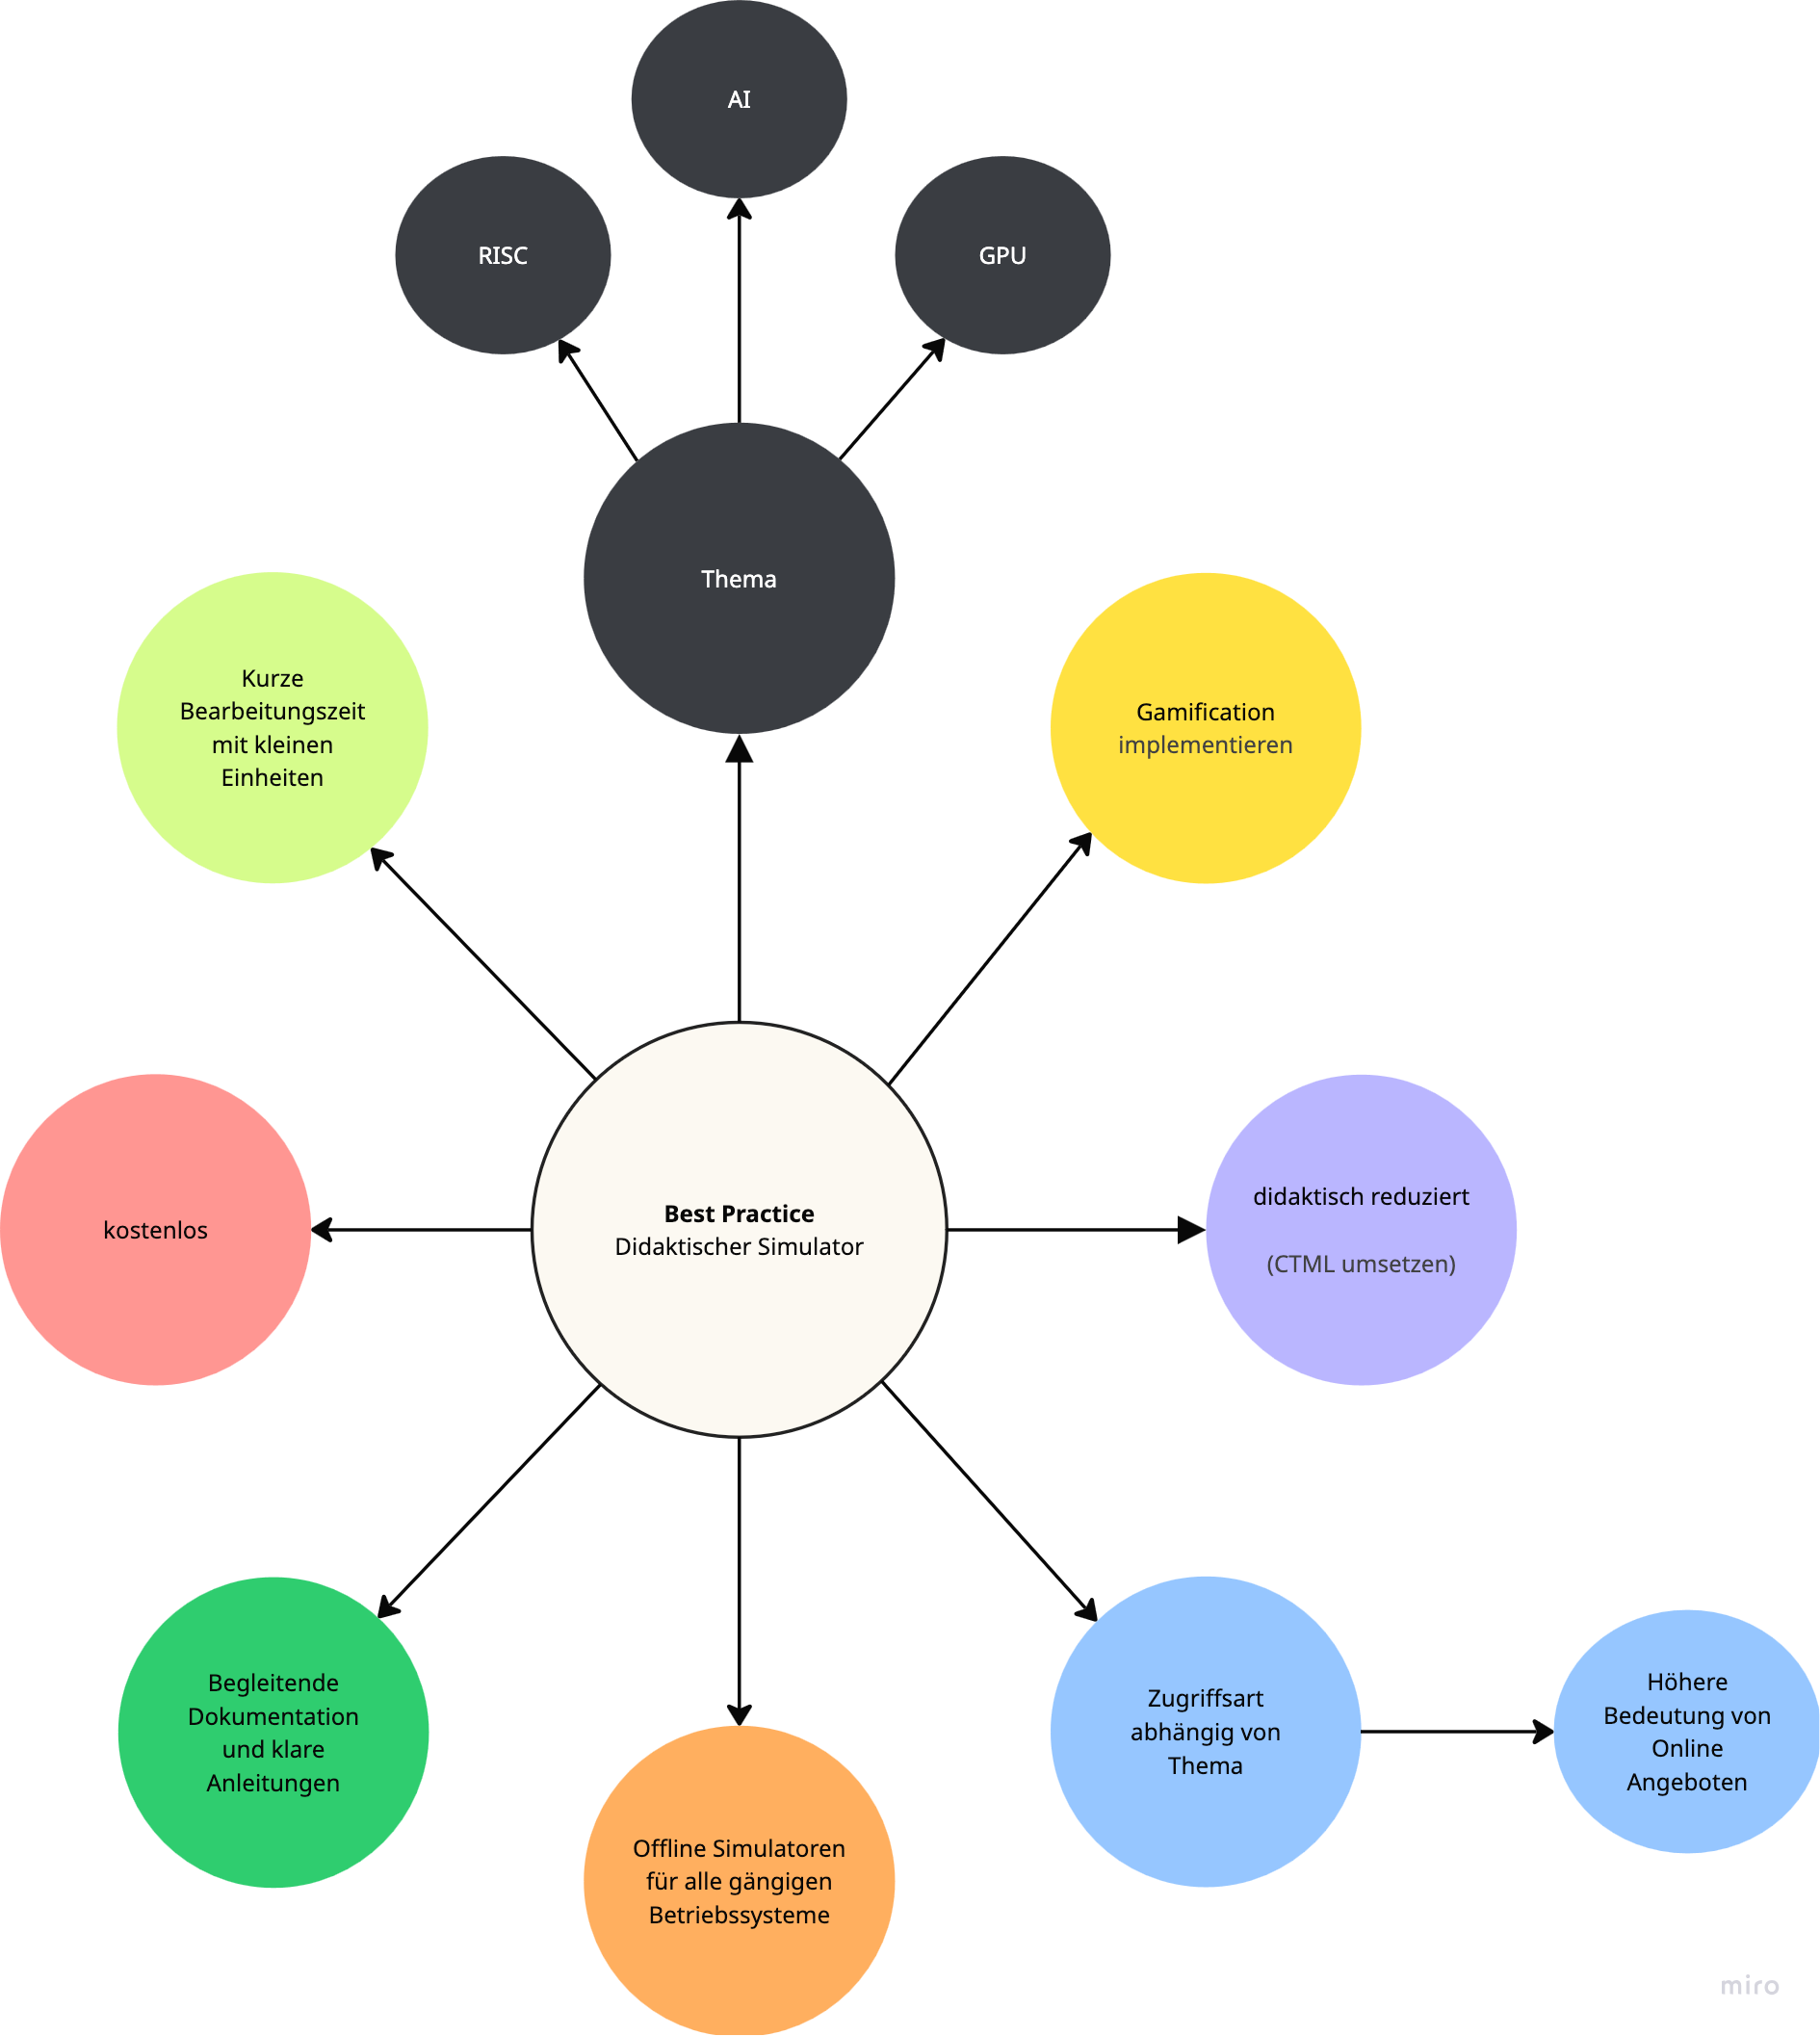 AI
RISC
GPU
Thema
Kurze
Bearbeitungszeit
mit kleinen
Einheiten
Gamification
implementieren
kostenlos
Best Practice
Didaktischer Simulator
didaktisch reduziert
(CTML umsetzen)
Begleitende
Dokumentation
und klare
Anleitungen
Offline Simulatoren
für alle gängigen
Betriebssysteme
Zugriffsart
abhängig von
Thema
Höhere
Bedeutung von
Online
Angeboten
miro